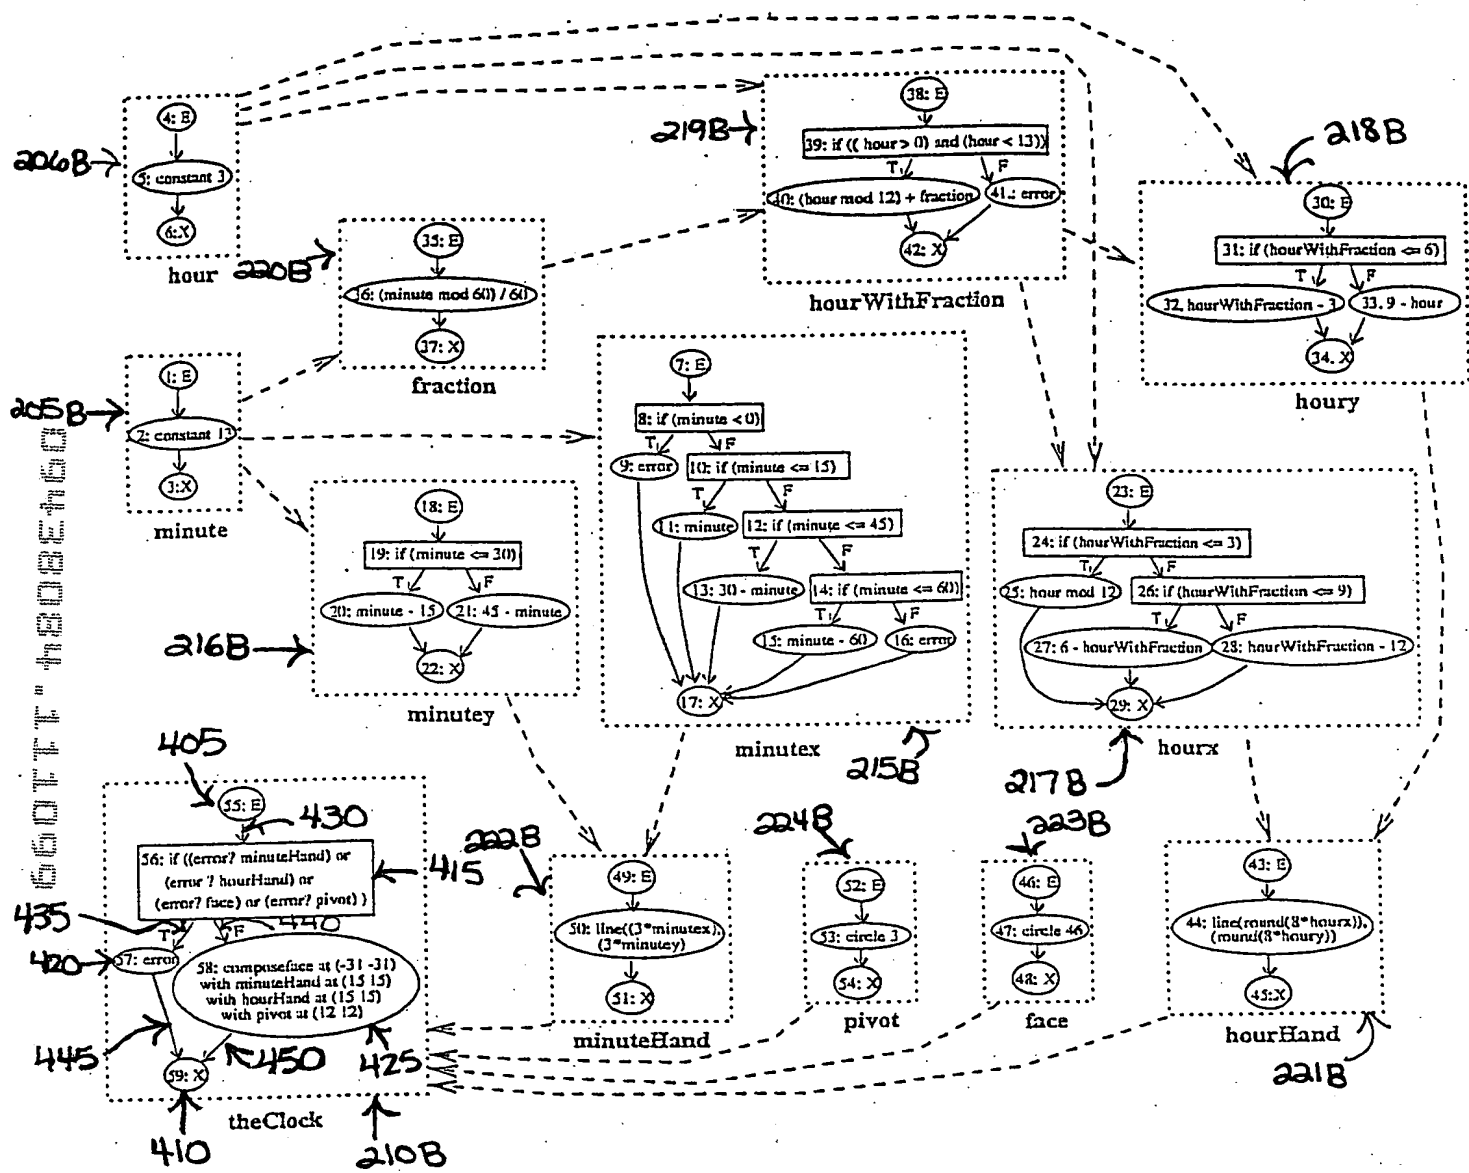 4: E
5: constant 3
6:X
hour
206B
38: E
39: if (( hour > 0) and (hour < 13))
T
F
40: (hour mod 12) + fraction
41.: error
42: X
hourWithFraction
219B
218B
30: E
31: if (hourWithFraction <= 6)
T
F
32. hourWithFraction - 3
33. 9 - hour
34. X
houry
220B
35: E
36: (minute mod 60) / 60
37: X
fraction
205B
1: E
2: constant 12
3:X
minute
7: E
8: if (minute < 0)
T
F
9: error
10: if (minute <= 15)
T
F
11: minute
12: if (minute <= 45)
T
F
13: 30 - minute
14: if (minute <= 60)
T
F
15: minute - 60
16: error
17: X
minutex
215B
18: E
19: if (minute <= 30)
T
F
20: minute - 15
21: 45 - minute
22: X
minutey
216B
23: E
24: if (hourWithFraction <= 3)
T
F
25: hour mod 12
26: if (hourWithFraction <= 9)
T
F
27: 6 - hourWithFraction
28: hourWithFraction - 12
29: X
hourx
217B
405
55: E
430
56: if ((error? minuteHand) or
(error ? hourHand) or
(error? face) or (error? pivot) )
415
435
T
F
440
420
57: error
58: composeface at (-31 -31)
with minuteHand at (15 15)
with hourHand at (15 15)
with pivot at (12 12)
445
450
425
59: X
theClock
410
210B
222B
49: E
50: line((3*minutex),
(3*minutey)
51: X
minuteHand
224B
52: E
53: circle 3
54: X
pivot
223B
46: E
47: circle 46
48: X
face
43: E
44: line(round(8*hourx)),
(round(8*houry))
45:X
hourHand
221B